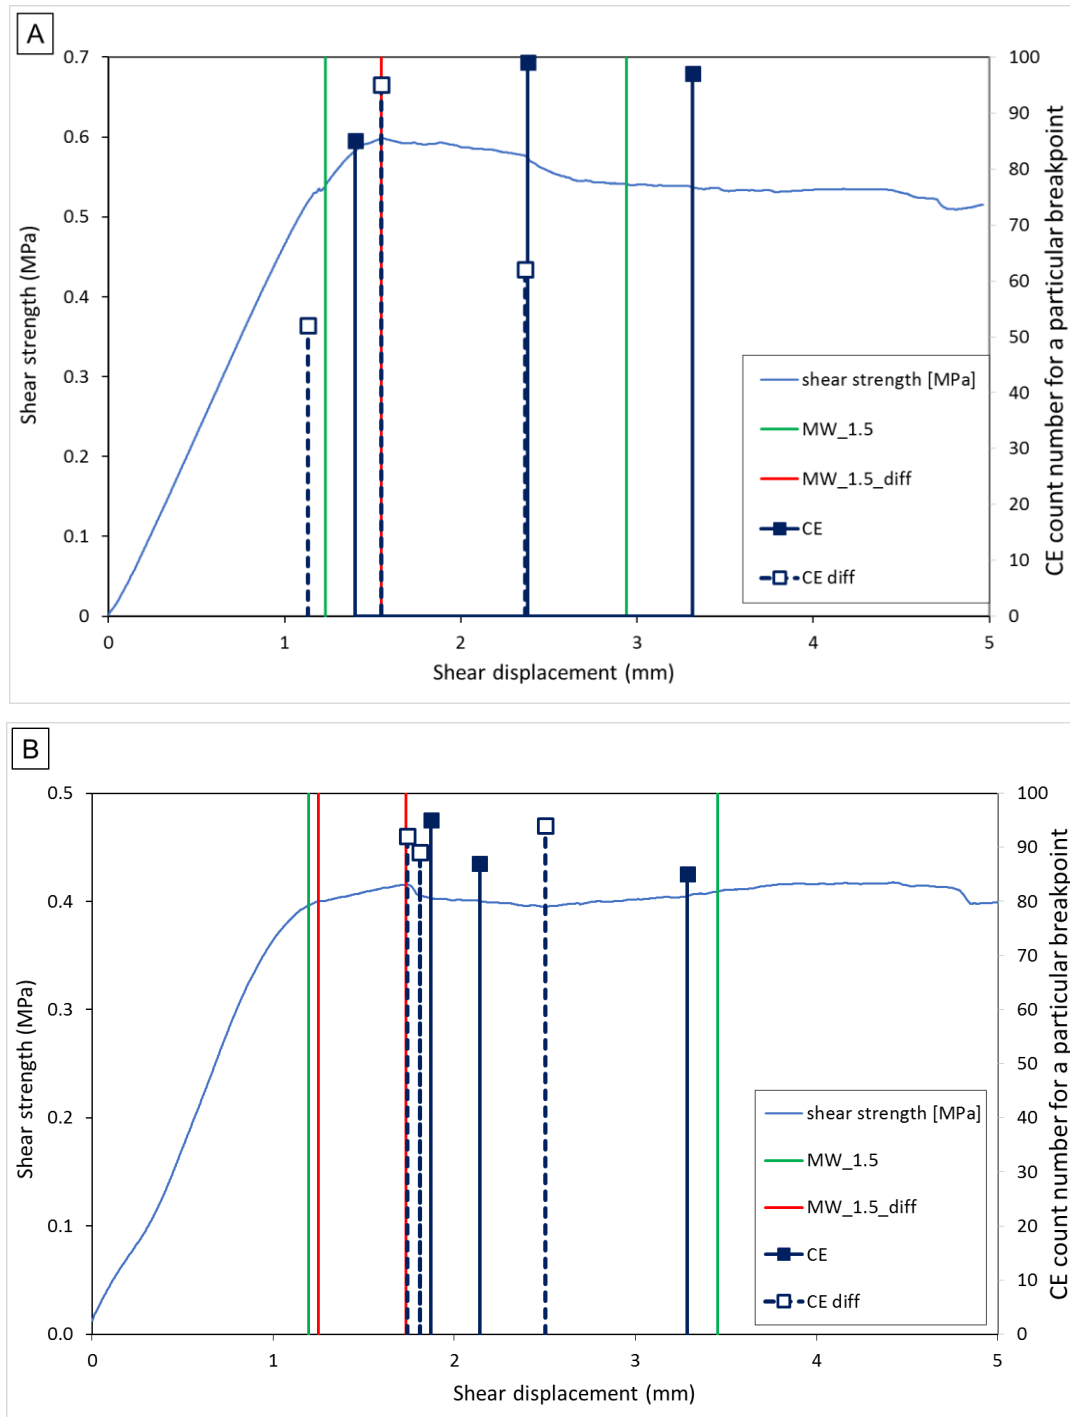 A
0.7
0.6
0.5
0.4
0.3
0.2
0.1
0
Shear strength (MPa)
100
90
80
70
60
50
40
30
20
10
0
CE count number for a particular breakpoint
shear strength [MPa]
MW_1.5
MW_1.5_diff
CE
CE diff
0 1 2 3 4 5
Shear displacement (mm)
B
0.5
0.4
0.3
0.2
0.1
0.0
Shear strength (MPa)
100
90
80
70
60
50
40
30
20
10
0
CE count number for a particular breakpoint
shear strength [MPa]
MW_1.5
MW_1.5_diff
CE
CE diff
0 1 2 3 4 5
Shear displacement (mm)